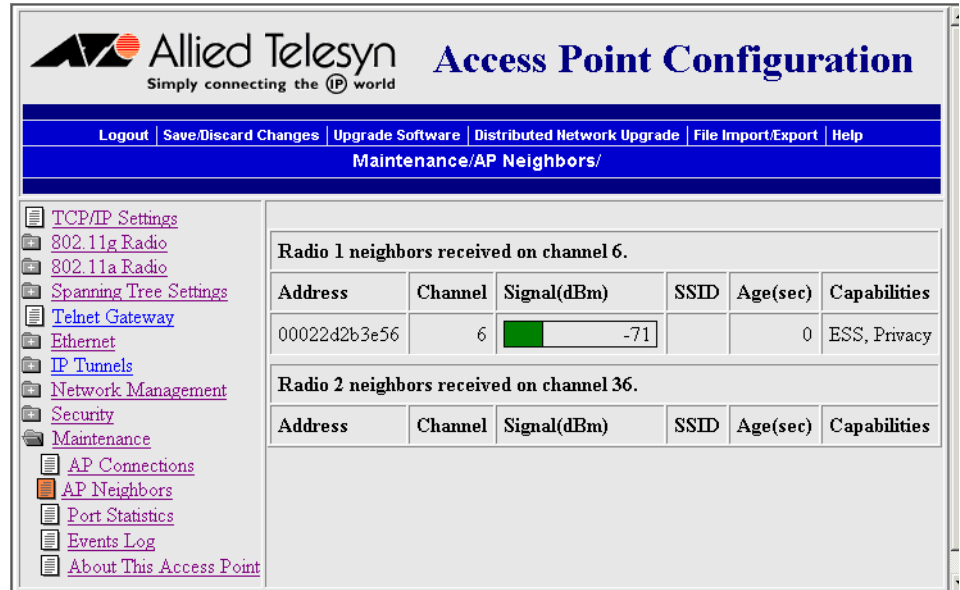 Allied Telesyn
Simply connecting the IP world
Access Point Configuration
Logout | Save/Discard Changes | Upgrade Software | Distributed Network Upgrade | File Import/Export | Help
Maintenance/AP Neighbors/
TCP/IP Settings
802.11g Radio
802.11a Radio
Spanning Tree Settings
Telnet Gateway
Ethernet
IP Tunnels
Network Management
Security
Maintenance
AP Connections
AP Neighbors
Port Statistics
Events Log
About This Access Point
Radio 1 neighbors received on channel 6.
Address Channel Signal(dBm) SSID Age(sec) Capabilities
00022d2b3e56 6 -71 0 ESS, Privacy
Radio 2 neighbors received on channel 36.
Address Channel Signal(dBm) SSID Age(sec) Capabilities